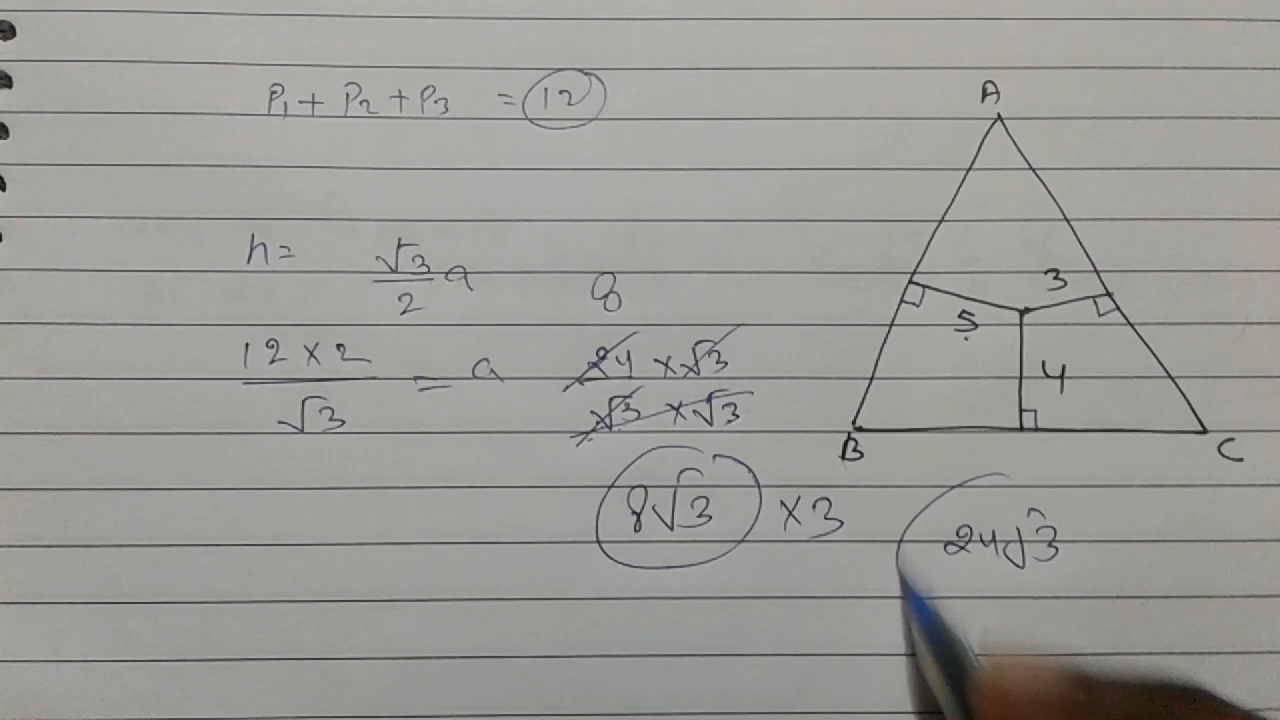 P₁ + P₂ + P₃ = 12
A
h = √3/2 a
8
3
5
12 × 2 / √3 = a
24 × √3 / √3 × √3
4
B
C
8√3 × 3
24√3